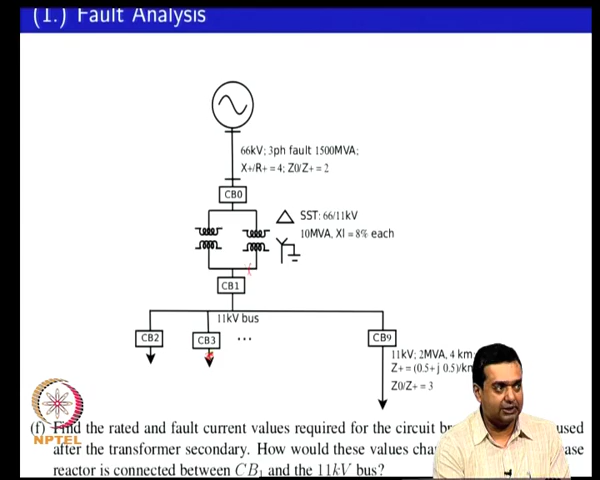 (1.) Fault Analysis
66kV; 3ph fault 1500MVA;
X+/R+ = 4; Z0/Z+ = 2
CB0
SST: 66/11kV
10MVA, Xl = 8% each
CB1
11kV bus
CB2
CB3
...
CB9
11kV; 2MVA, 4 km
Z+ = (0.5+ j 0.5)/km
Z0/Z+ = 3
NPTEL
(f) Find the rated and fault current values required for the circuit used
after the transformer secondary. How would these values
reactor is connected between CB1 and the 11kV bus?